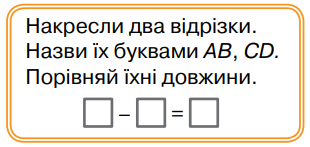 Накресли два відрізки.
Назви їх буквами AB, CD.
Порівняй їхні довжини.
□ – □ = □